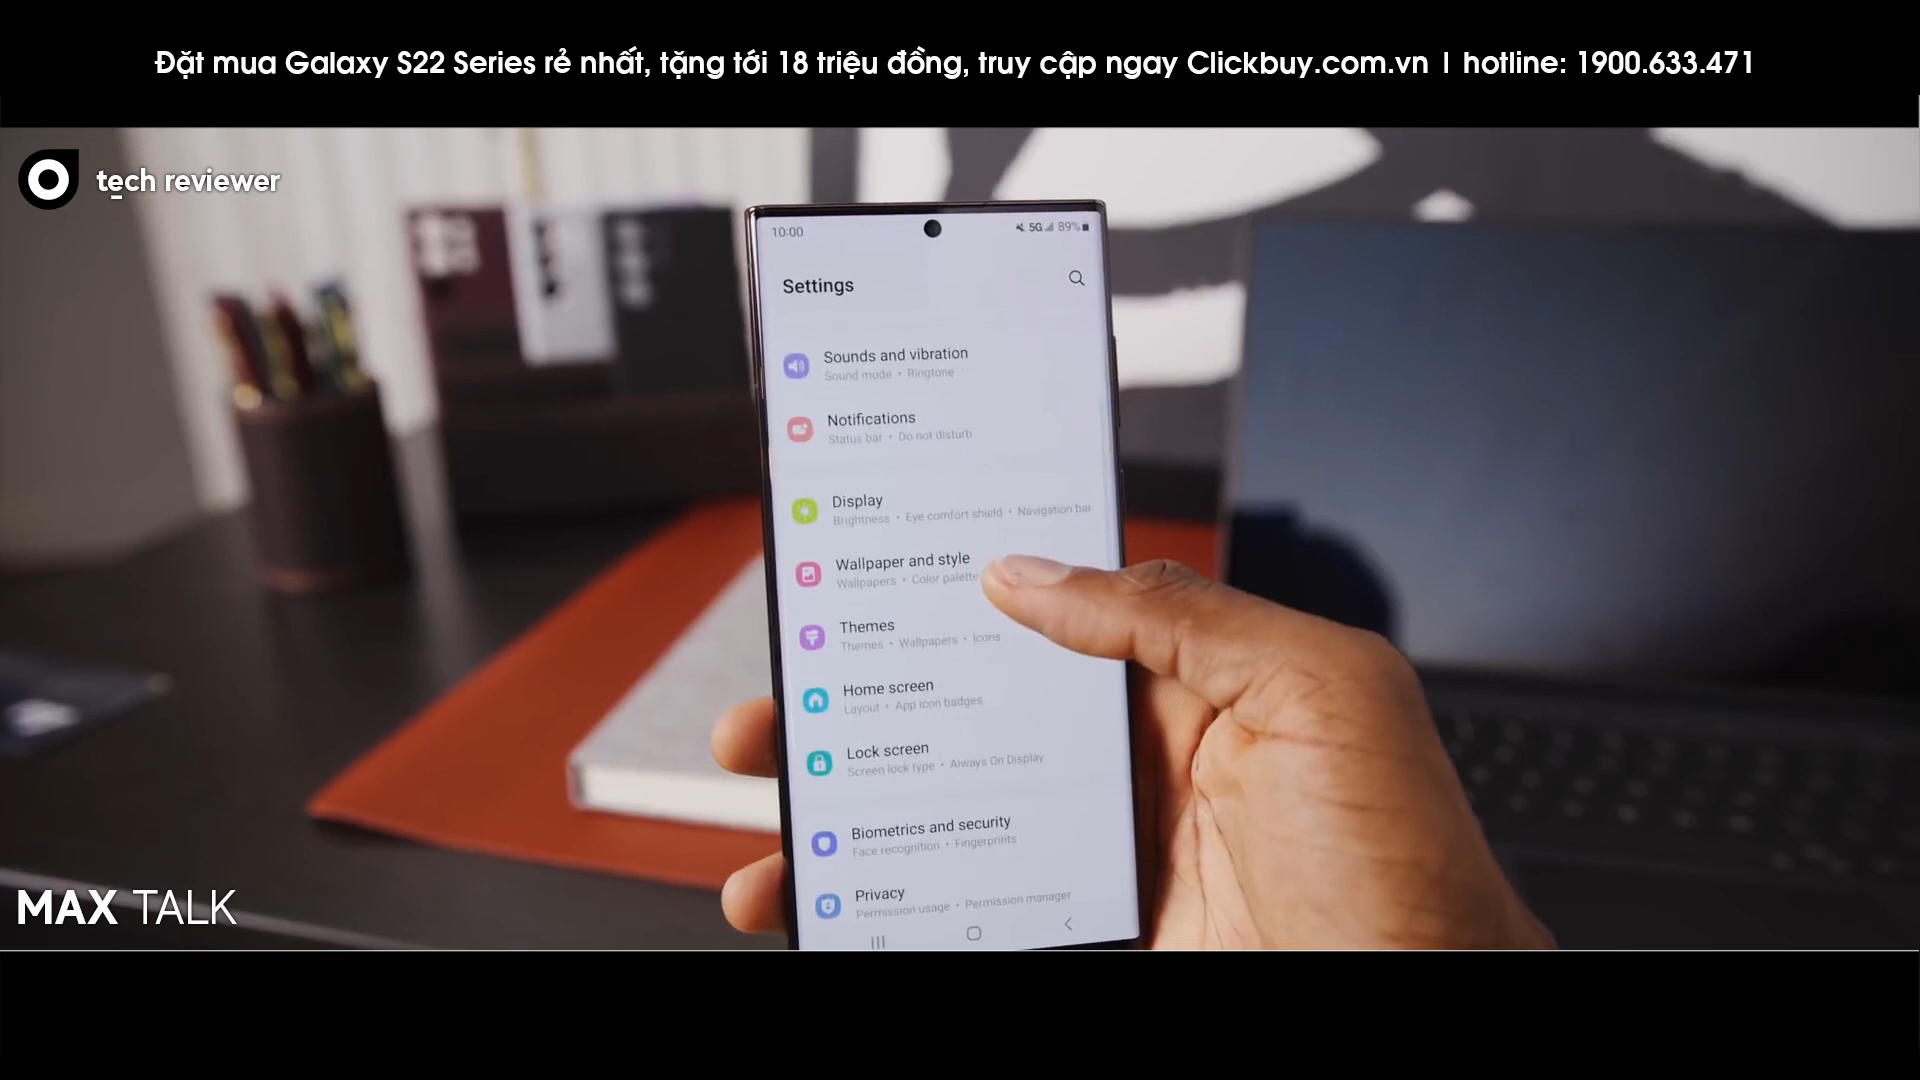 Đặt mua Galaxy S22 Series rẻ nhất, tặng tới 18 triệu đồng, truy cập ngay Clickbuy.com.vn | hotline: 1900.633.471
tech reviewer
10:00
5G 89%
Settings
Sounds and vibration
Sound mode • Ringtone
Notifications
Status bar • Do not disturb
Display
Brightness • Eye comfort shield • Navigation bar
Wallpaper and style
Wallpapers • Color palette
Themes
Themes • Wallpapers • Icons
Home screen
Layout • App icon badges
Lock screen
Screen lock type • Always On Display
Biometrics and security
Face recognition • Fingerprints
Privacy
Permission usage • Permission manager
MAX TALK